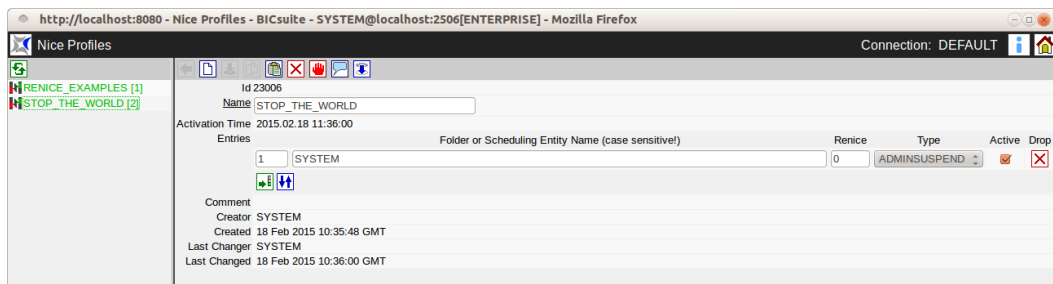 http://localhost:8080 - Nice Profiles - BICsuite - SYSTEM@localhost:2506[ENTERPRISE] - Mozilla Firefox
Nice Profiles Connection: DEFAULT
RENICE_EXAMPLES [1]
STOP_THE_WORLD [2]
Id 23006
Name STOP_THE_WORLD
Activation Time 2015.02.18 11:36:00
Entries Folder or Scheduling Entity Name (case sensitive!) Renice Type Active Drop
1 SYSTEM 0 ADMINSUSPEND
Comment
Creator SYSTEM
Created 18 Feb 2015 10:35:48 GMT
Last Changer SYSTEM
Last Changed 18 Feb 2015 10:36:00 GMT